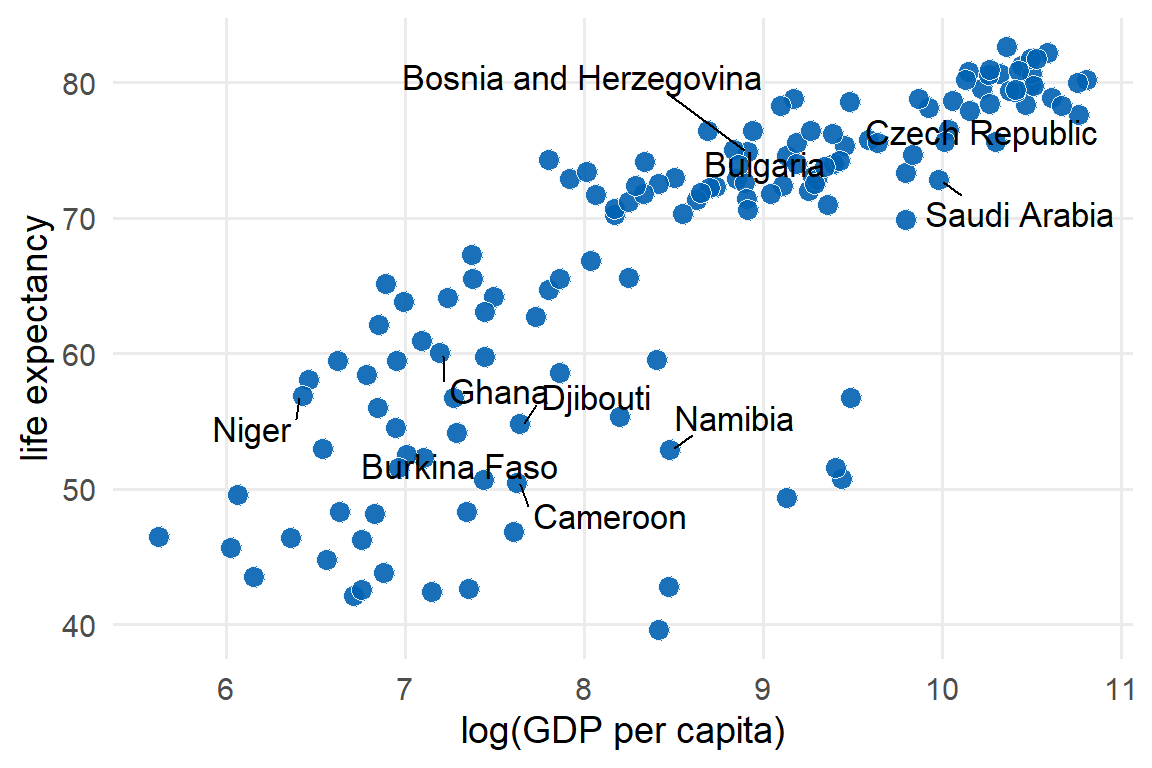 life expectancy
80
70
60
50
40
Bosnia and Herzegovina
Czech Republic
Bulgaria
Saudi Arabia
Ghana
Djibouti
Niger
Namibia
Burkina Faso
Cameroon
6
7
8
9
10
11
log(GDP per capita)